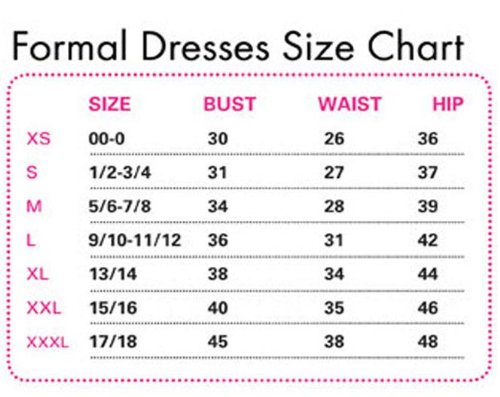 Formal Dresses Size Chart
SIZE BUST WAIST HIP
XS 00-0 30 26 36
S 1/2-3/4 31 27 37
M 5/6-7/8 34 28 39
L 9/10-11/12 36 31 42
XL 13/14 38 34 44
XXL 15/16 40 35 46
XXXL 17/18 45 38 48